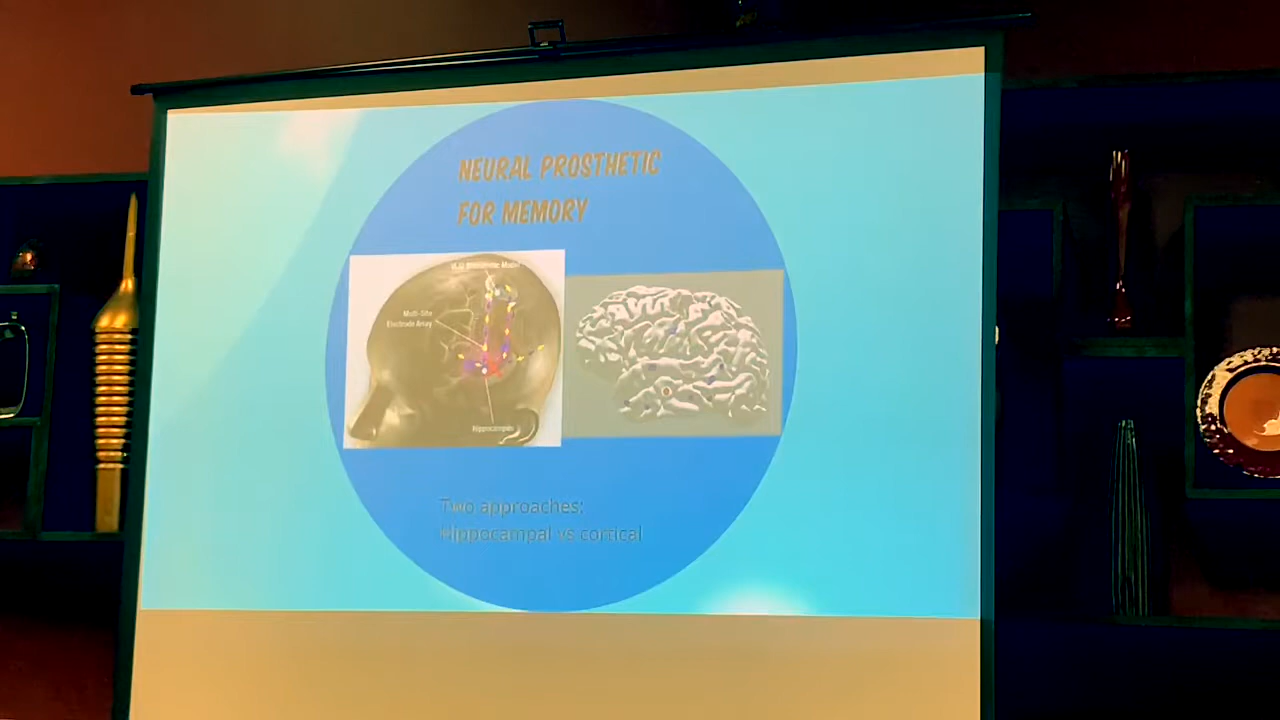 NEURAL PROSTHETIC
FOR MEMORY
Multi-Site
Electrode Array
Hippocampus
Two approaches:
Hippocampal vs cortical